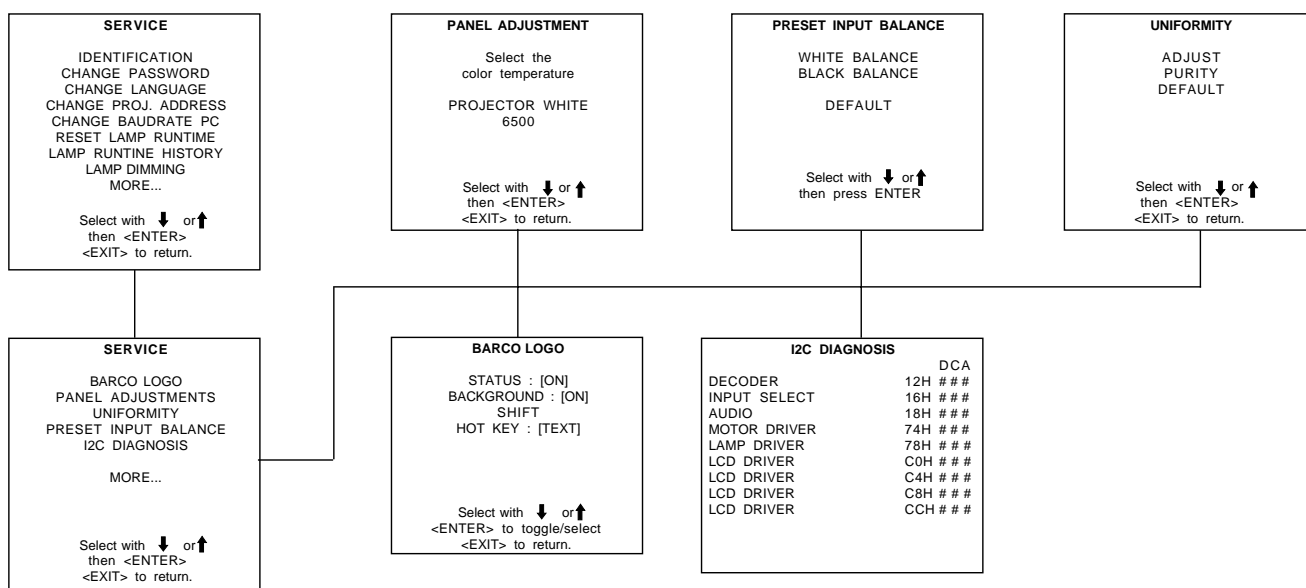 SERVICE
IDENTIFICATION
CHANGE PASSWORD
CHANGE LANGUAGE
CHANGE PROJ. ADDRESS
CHANGE BAUDRATE PC
RESET LAMP RUNTIME
LAMP RUNTINE HISTORY
LAMP DIMMING
MORE...
Select with ⬇ or ⬆
then <ENTER>
<EXIT> to return.
PANEL ADJUSTMENT
Select the
color temperature
PROJECTOR WHITE
6500
Select with ⬇ or ⬆
then <ENTER>
<EXIT> to return.
PRESET INPUT BALANCE
WHITE BALANCE
BLACK BALANCE
DEFAULT
Select with ⬇ or ⬆
then press ENTER
UNIFORMITY
ADJUST
PURITY
DEFAULT
Select with ⬇ or ⬆
then <ENTER>
<EXIT> to return.
SERVICE
BARCO LOGO
PANEL ADJUSTMENTS
UNIFORMITY
PRESET INPUT BALANCE
I2C DIAGNOSIS
MORE...
Select with ⬇ or ⬆
then <ENTER>
<EXIT> to return.
BARCO LOGO
STATUS : [ON]
BACKGROUND : [ON]
SHIFT
HOT KEY : [TEXT]
Select with ⬇ or ⬆
<ENTER> to toggle/select
<EXIT> to return.
I2C DIAGNOSIS
DCA
DECODER 12H # # #
INPUT SELECT 16H # # #
AUDIO 18H # # #
MOTOR DRIVER 74H # # #
LAMP DRIVER 78H # # #
LCD DRIVER C0H # # #
LCD DRIVER C4H # # #
LCD DRIVER C8H # # #
LCD DRIVER CCH # # #